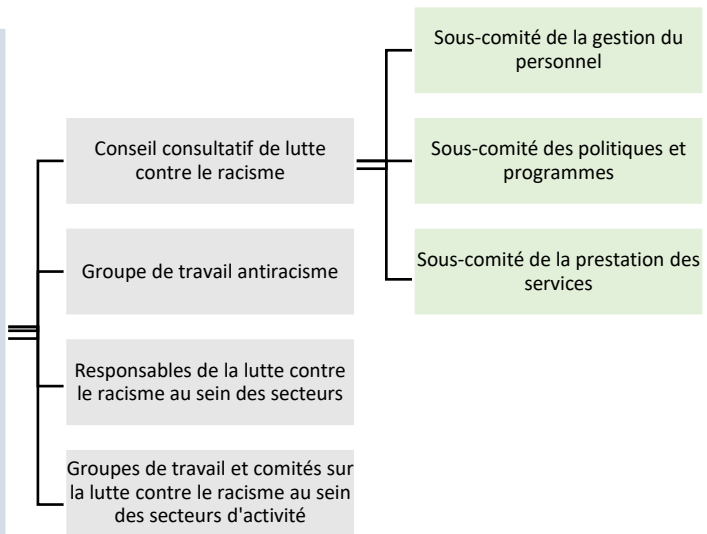 Conseil consultatif de lutte
contre le racisme
Groupe de travail antiracisme
Responsables de la lutte contre
le racisme au sein des secteurs
Groupes de travail et comités sur
la lutte contre le racisme au sein
des secteurs d'activité
Sous-comité de la gestion du
personnel
Sous-comité des politiques et
programmes
Sous-comité de la prestation des
services